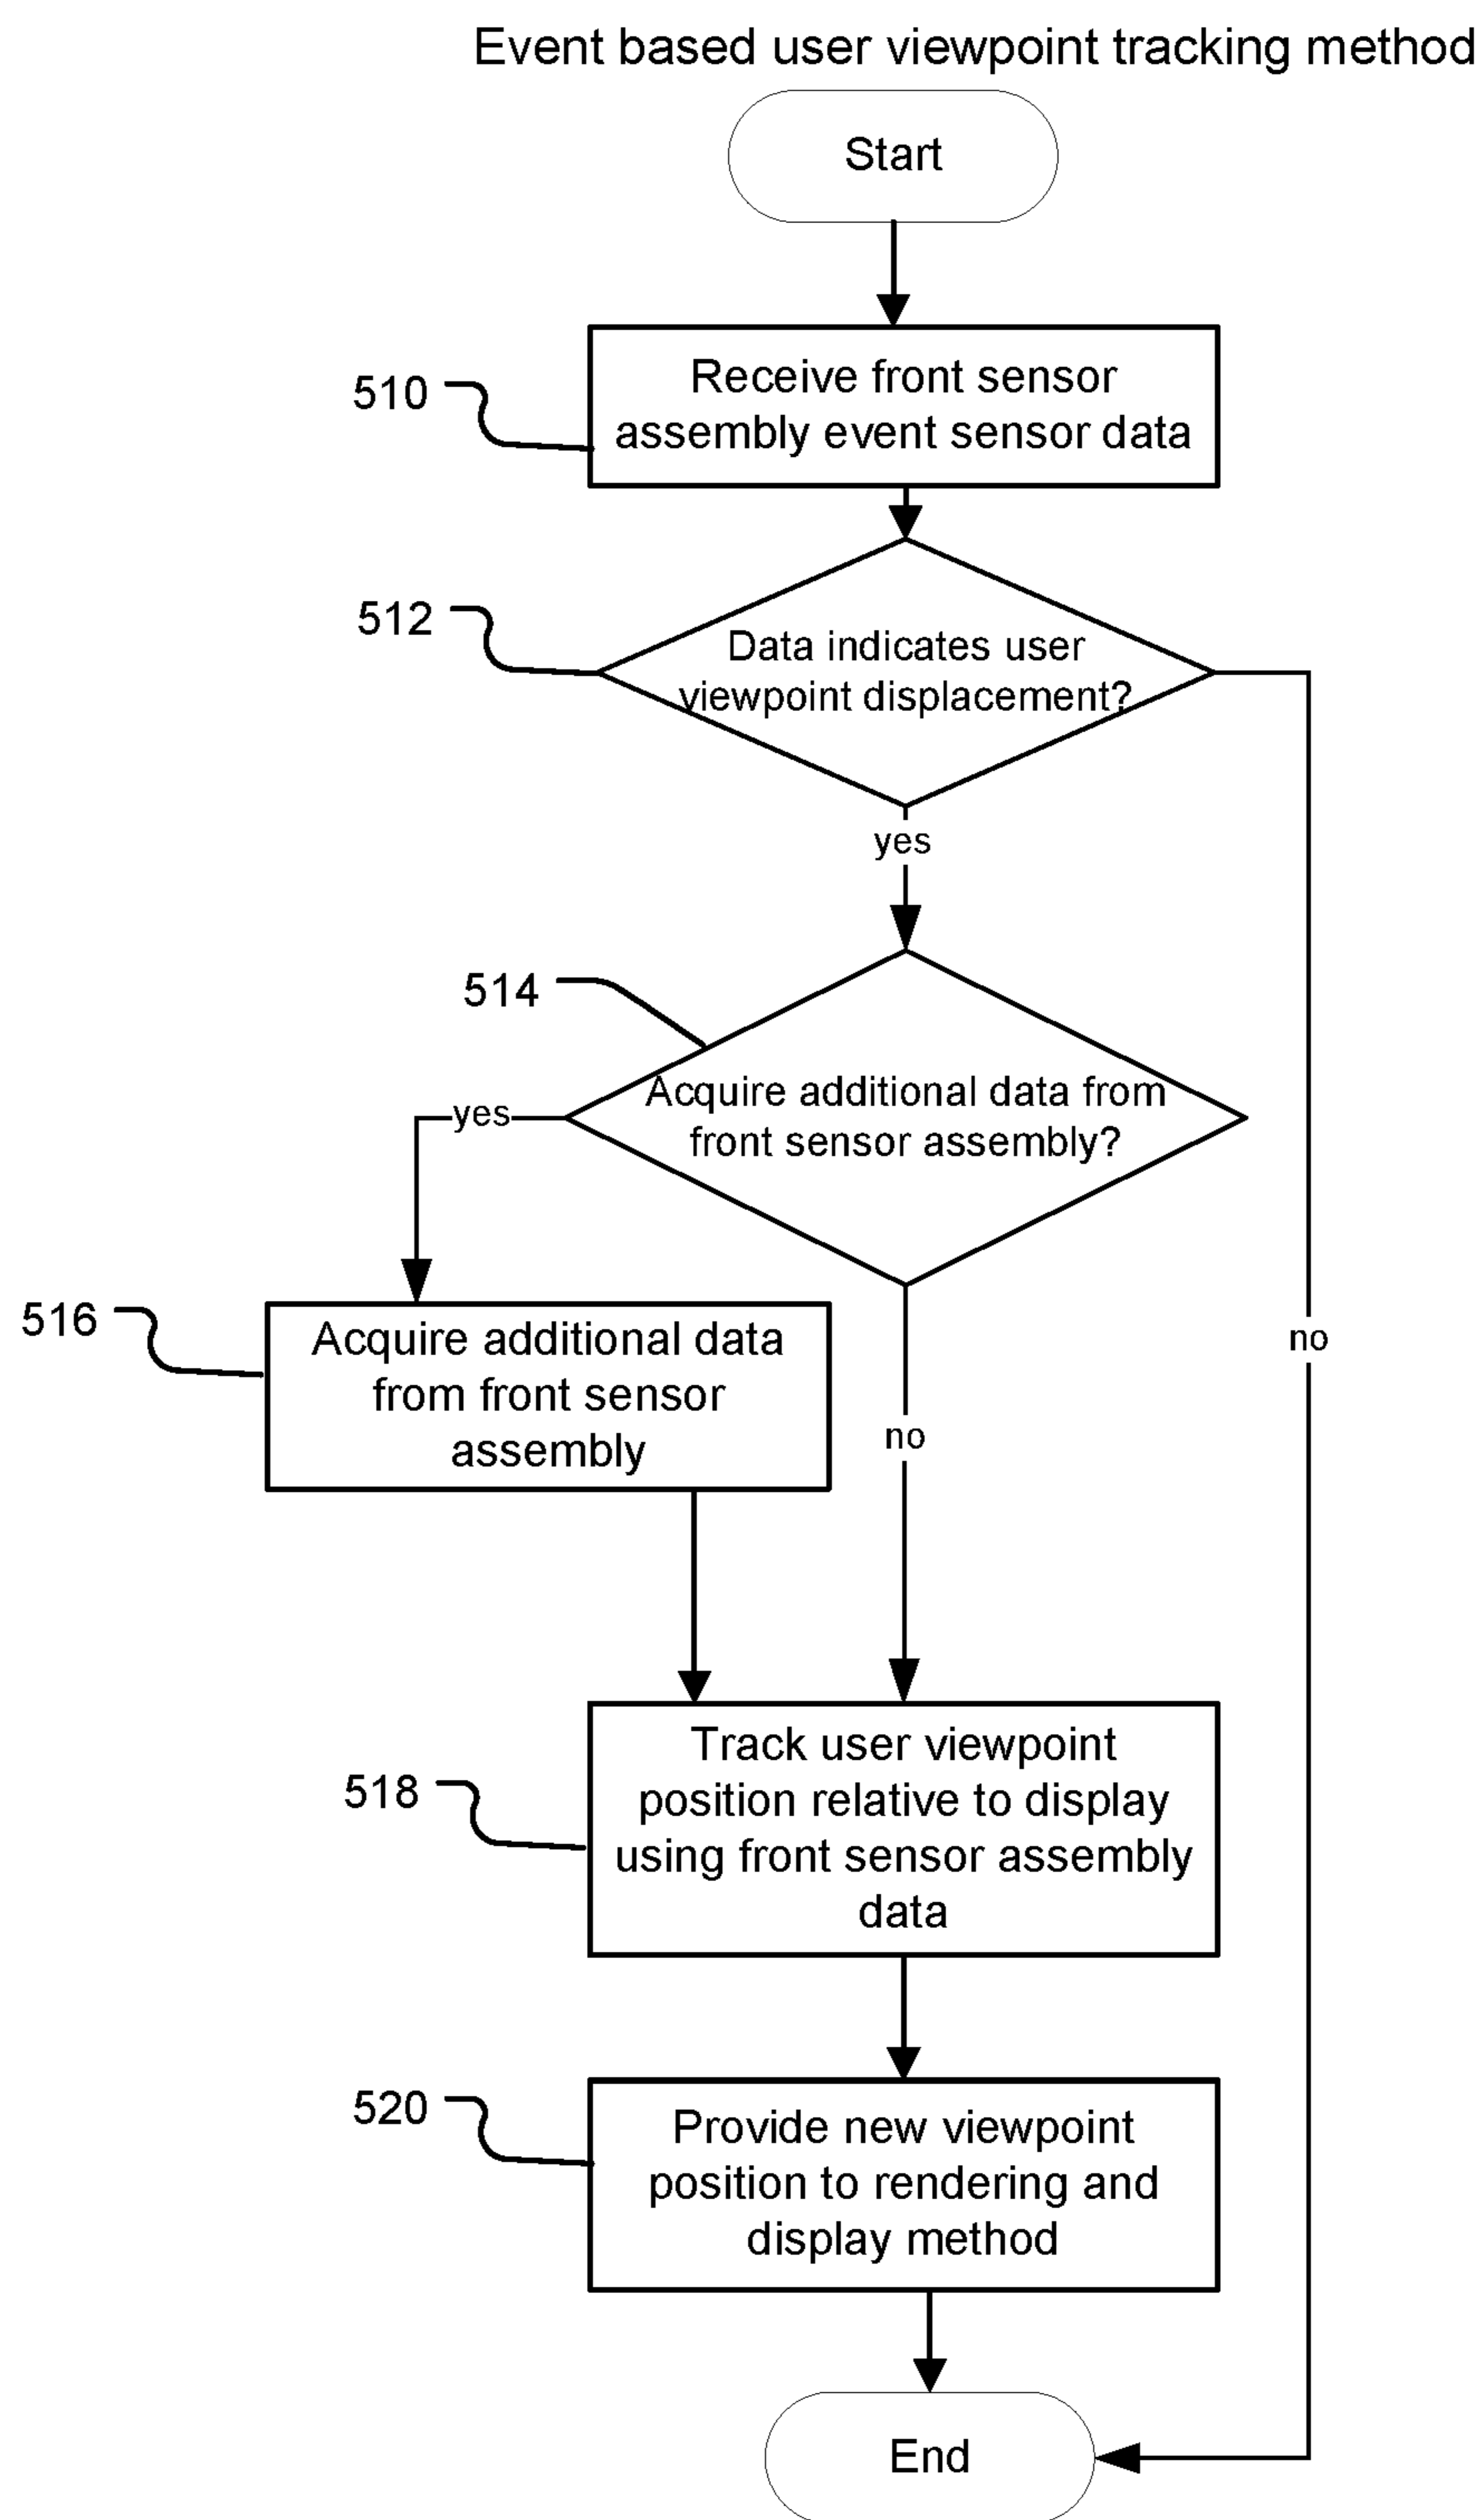 Event based user viewpoint tracking method
Start
510
Receive front sensor
assembly event sensor data
512
Data indicates user
viewpoint displacement?
yes
514
Acquire additional data from
front sensor assembly?
yes
516
Acquire additional data
from front sensor
assembly
no
no
518
Track user viewpoint
position relative to display
using front sensor assembly
data
520
Provide new viewpoint
position to rendering and
display method
End